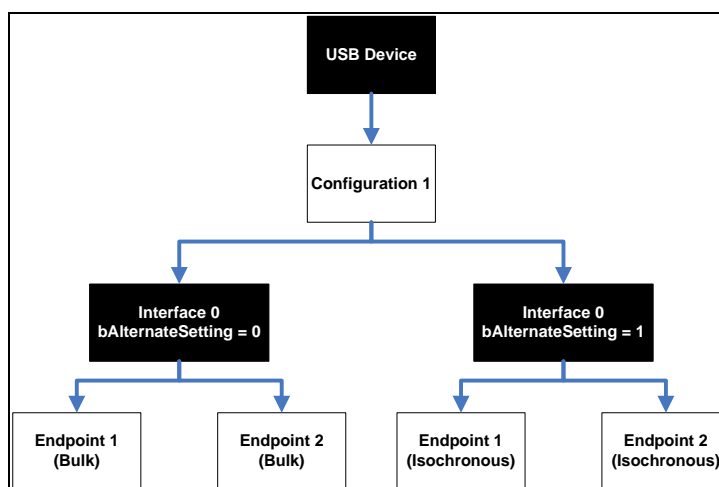 USB Device
Configuration 1
Interface 0
bAlternateSetting = 0
Interface 0
bAlternateSetting = 1
Endpoint 1
(Bulk)
Endpoint 2
(Bulk)
Endpoint 1
(Isochronous)
Endpoint 2
(Isochronous)